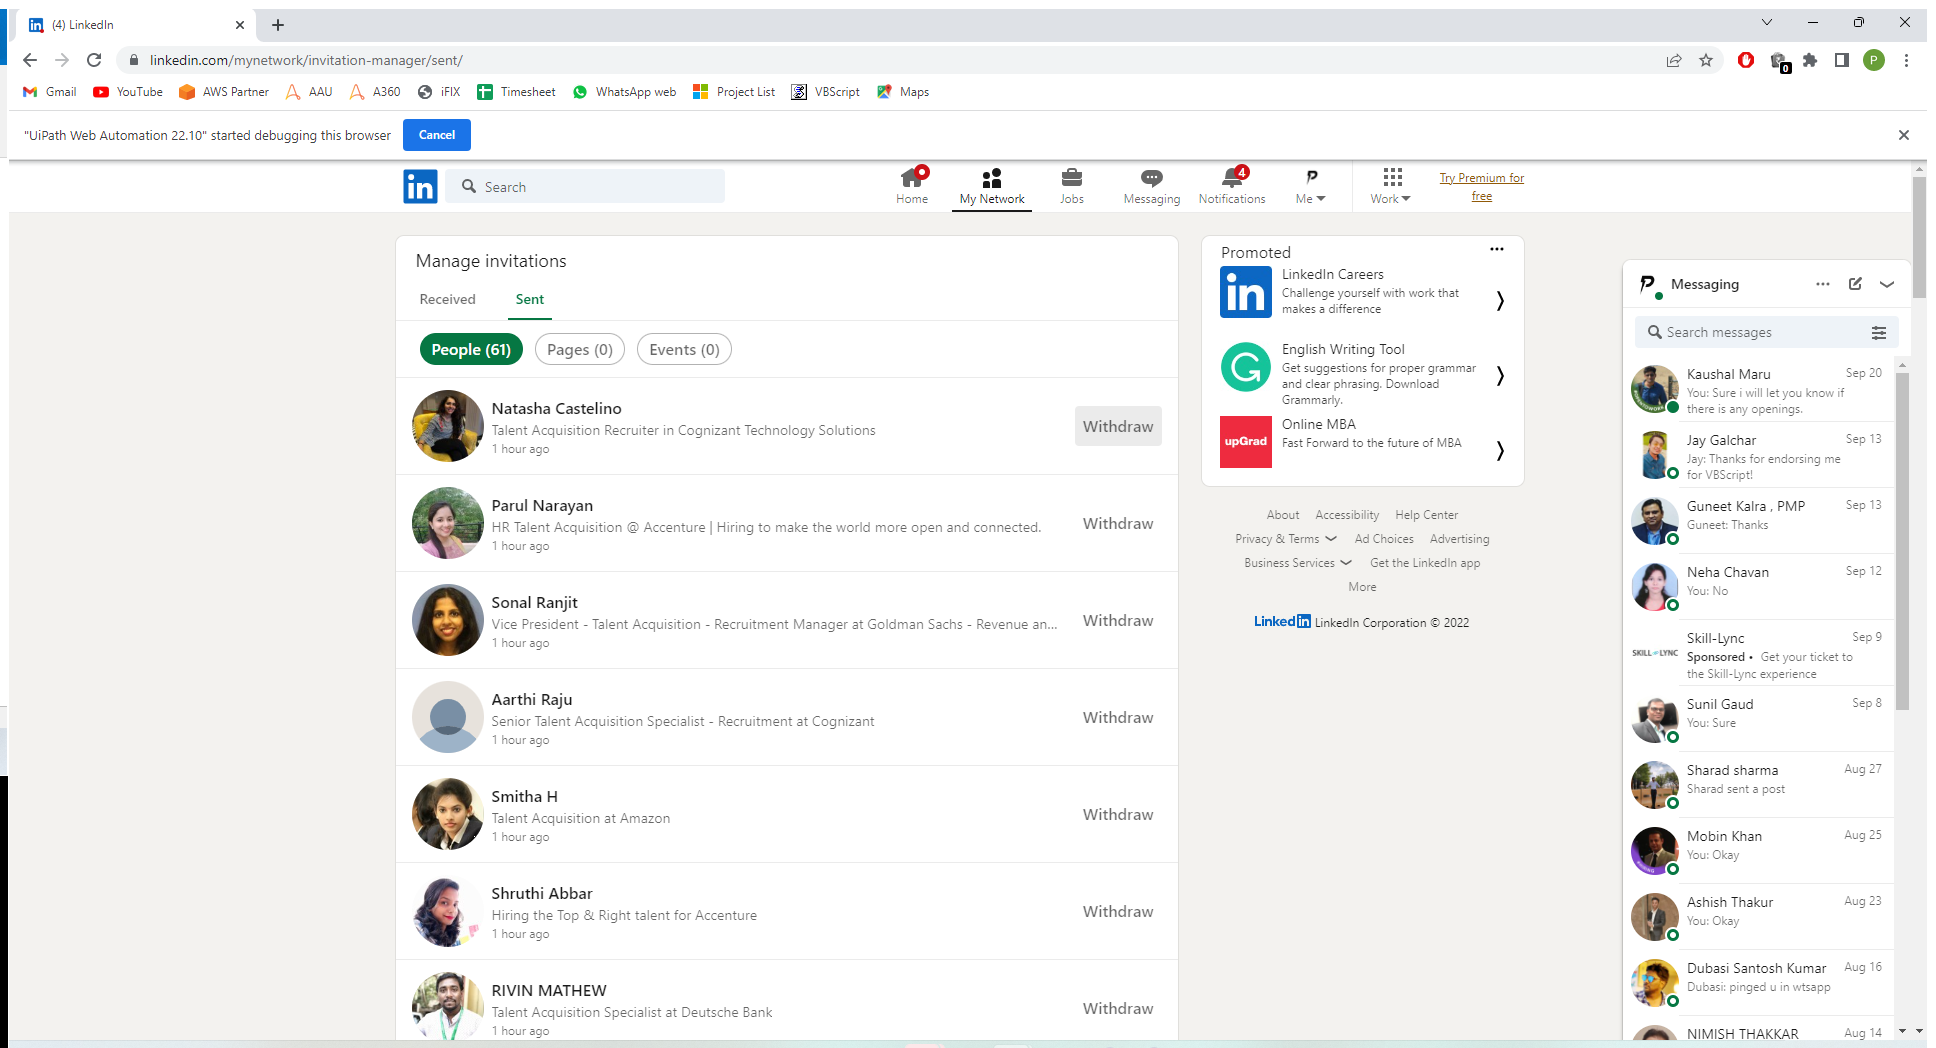 (4) LinkedIn
linkedin.com/mynetwork/invitation-manager/sent/
0
P
Gmail YouTube AWS Partner AAU A360 iFIX Timesheet WhatsApp web Project List VBScript Maps
"UiPath Web Automation 22.10" started debugging this browser Cancel
in Search
Home My Network Jobs Messaging 4 Notifications Me Work Try Premium for
free
Manage invitations
Received Sent
People (61) Pages (0) Events (0)
Natasha Castelino
Talent Acquisition Recruiter in Cognizant Technology Solutions
1 hour ago
Withdraw
Parul Narayan
HR Talent Acquisition @ Accenture | Hiring to make the world more open and connected.
1 hour ago
Withdraw
Sonal Ranjit
Vice President - Talent Acquisition - Recruitment Manager at Goldman Sachs - Revenue an...
1 hour ago
Withdraw
Aarthi Raju
Senior Talent Acquisition Specialist - Recruitment at Cognizant
1 hour ago
Withdraw
Smitha H
Talent Acquisition at Amazon
1 hour ago
Withdraw
Shruthi Abbar
Hiring the Top & Right talent for Accenture
1 hour ago
Withdraw
RIVIN MATHEW
Talent Acquisition Specialist at Deutsche Bank
1 hour ago
Withdraw
Promoted
in
LinkedIn Careers
Challenge yourself with work that
makes a difference
English Writing Tool
Get suggestions for proper grammar
and clear phrasing. Download
Grammarly.
upGrad
Online MBA
Fast Forward to the future of MBA
About Accessibility Help Center
Privacy & Terms Ad Choices Advertising
Business Services Get the LinkedIn app
More
Linked in LinkedIn Corporation © 2022
Messaging
Search messages
Kaushal Maru Sep 20
You: Sure i will let you know if
there is any openings.
Jay Galchar Sep 13
Jay: Thanks for endorsing me
for VBScript!
Guneet Kalra , PMP Sep 13
Guneet: Thanks
Neha Chavan Sep 12
You: No
SKILL-LYNC
Skill-Lync Sep 9
Sponsored • Get your ticket to
the Skill-Lync experience
Sunil Gaud Sep 8
You: Sure
Sharad sharma Aug 27
Sharad sent a post
Mobin Khan Aug 25
You: Okay
Ashish Thakur Aug 23
You: Okay
Dubasi Santosh Kumar Aug 16
Dubasi: pinged u in wtsapp
NIMISH THAKKAR Aug 14